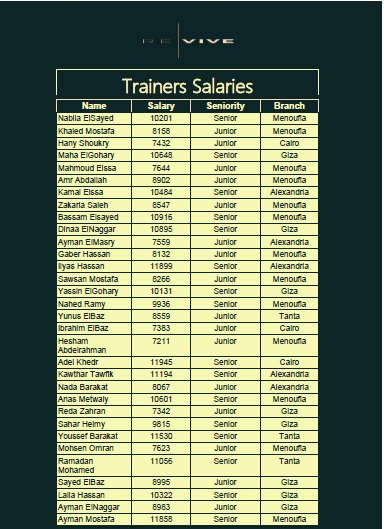 REVIVE
Trainers Salaries
Name Salary Seniority Branch
Nabila ElSayed 10201 Senior Menoufia
Khaled Mostafa 8158 Junior Menoufia
Hany Shoukry 7432 Junior Cairo
Maha ElGohary 10648 Senior Giza
Mahmoud Eissa 7644 Junior Menoufia
Amr Abdallah 8902 Junior Menoufia
Kamal Eissa 10484 Senior Alexandria
Zakaria Saleh 8547 Junior Menoufia
Bassem Elsayed 10916 Senior Menoufia
Dinaa ElNaggar 10895 Senior Giza
Ayman ElMasry 7559 Junior Alexandria
Gaber Hassan 8132 Junior Menoufia
Ilyas Hassan 11899 Senior Alexandria
Sawsan Mostafa 8266 Junior Menoufia
Yassin ElGohary 10131 Senior Giza
Nahed Ramy 9936 Senior Menoufia
Yunus ElBaz 8559 Junior Tanta
Ibrahim ElBaz 7383 Junior Cairo
Hesham 7211 Junior Menoufia
Abdelrahman
Adel Khedr 11945 Senior Cairo
Kawthar Tawfik 11194 Senior Alexandria
Nada Barakat 8067 Junior Alexandria
Anas Metwaly 10601 Senior Menoufia
Reda Zahran 7342 Junior Giza
Sahar Helmy 9815 Senior Giza
Youssef Barakat 11530 Senior Tanta
Mohsen Omran 7623 Junior Menoufia
Ramadan 11056 Senior Tanta
Mohamed
Sayed ElBaz 8995 Junior Giza
Laila Hassan 10322 Senior Giza
Ayman ElNaggar 8983 Junior Giza
Ayman Mostafa 11858 Senior Menoufia